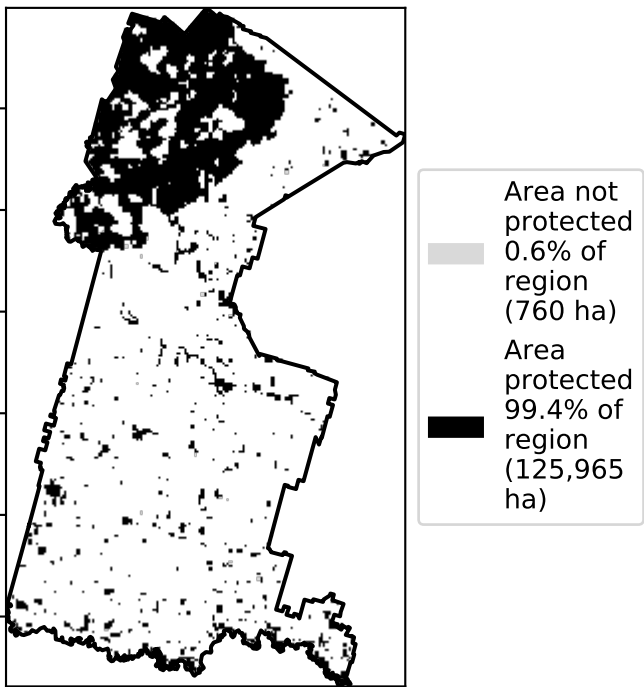 Area not
protected
0.6% of
region
(760 ha)
Area
protected
99.4% of
region
(125,965
ha)